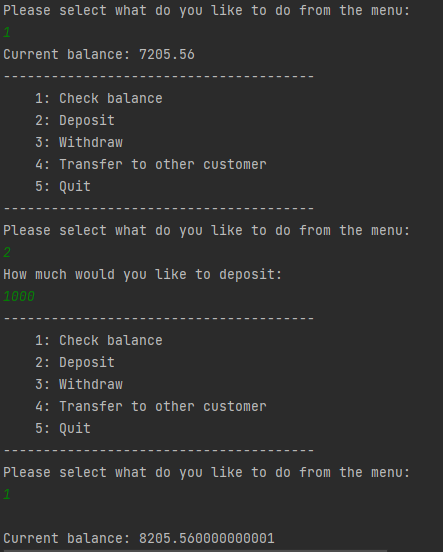 Please select what do you like to do from the menu:
1
Current balance: 7205.56
---------------------------------------
    1: Check balance
    2: Deposit
    3: Withdraw
    4: Transfer to other customer
    5: Quit
---------------------------------------
Please select what do you like to do from the menu:
2
How much would you like to deposit:
1000
---------------------------------------
    1: Check balance
    2: Deposit
    3: Withdraw
    4: Transfer to other customer
    5: Quit
---------------------------------------
Please select what do you like to do from the menu:
1

Current balance: 8205.560000000001